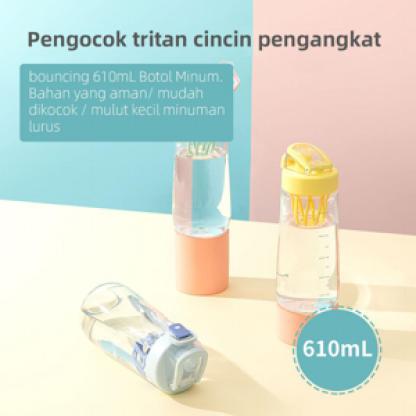 Pengocok tritan cincin pengangkat
bouncing 610mL Botol Minum.
Bahan yang aman/ mudah
dikocok / mulut kecil minuman
lurus
610mL